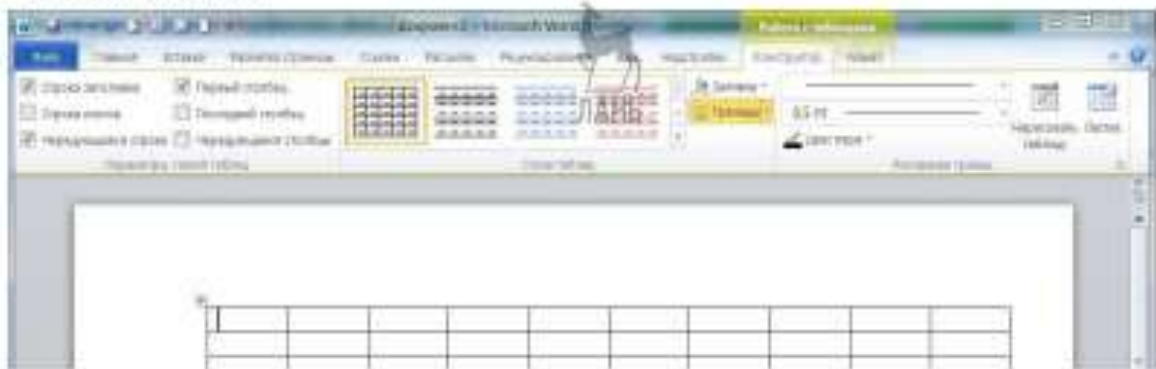 Документ2 - Microsoft Word
Работа с таблицами
Файл Главная Вставка Разметка страницы Ссылки Рассылки Рецензирование Вид Надстройки Конструктор Макет
Строка заголовка
Первый столбец
Строка итогов
Последний столбец
Чередующиеся строки
Чередующиеся столбцы
Параметры стилей таблиц
Стили таблиц
Заливка
Границы
0,5 пт
Цвет пера
Нарисовать таблицу
Ластик
Нарисовать границы
ЛАНЬ